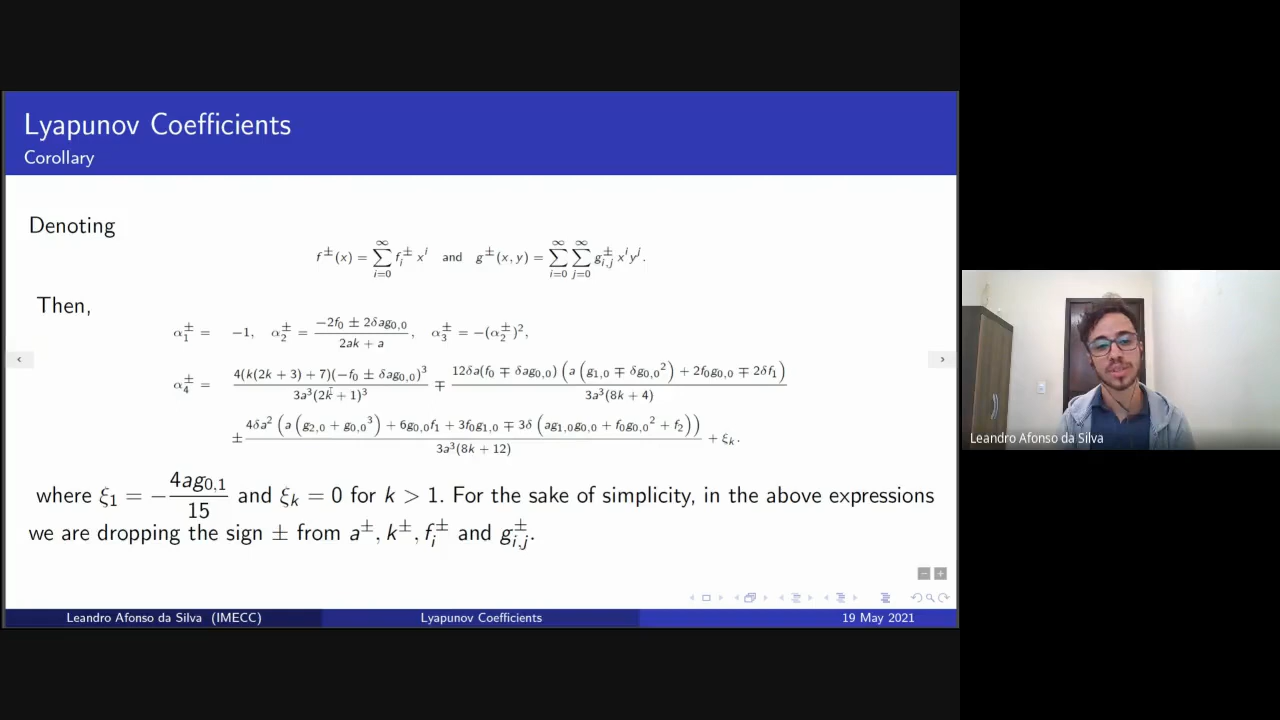 Lyapunov Coefficients
Corollary
Denoting
f^±(x) = ∑_{i=0}^{∞} f_i^± x^i and g^±(x, y) = ∑_{i=0}^{∞} ∑_{j=0}^{∞} g_{i,j}^± x^i y^j.
Then,
α_1^± = −1, α_2^± = (−2f_0 ± 2δag_{0,0}) / (2ak + a), α_3^± = −(α_2^±)^2,
α_4^± = 4(k(2k + 3) + 7)(−f_0 ± δag_{0,0})^3 / (3a^3(2k + 1)^3) ∓ 12δa(f_0 ∓ δag_{0,0}) (a (g_{1,0} ∓ δg_{0,0}^2) + 2f_0g_{0,0} ∓ 2δf_1) / (3a^3(8k + 4))
± 4δa^2 (a (g_{2,0} + g_{0,0}^3) + 6g_{0,0}f_1 + 3f_0g_{1,0} ∓ 3δ (ag_{1,0}g_{0,0} + f_0g_{0,0}^2 + f_2)) / (3a^3(8k + 12)) + ξ_k.
where ξ_1 = −4ag_{0,1}/15 and ξ_k = 0 for k > 1. For the sake of simplicity, in the above expressions
we are dropping the sign ± from a^±, k^±, f_i^± and g_{i,j}^±.
Leandro Afonso da Silva (IMECC) Lyapunov Coefficients 19 May 2021
Leandro Afonso da Silva